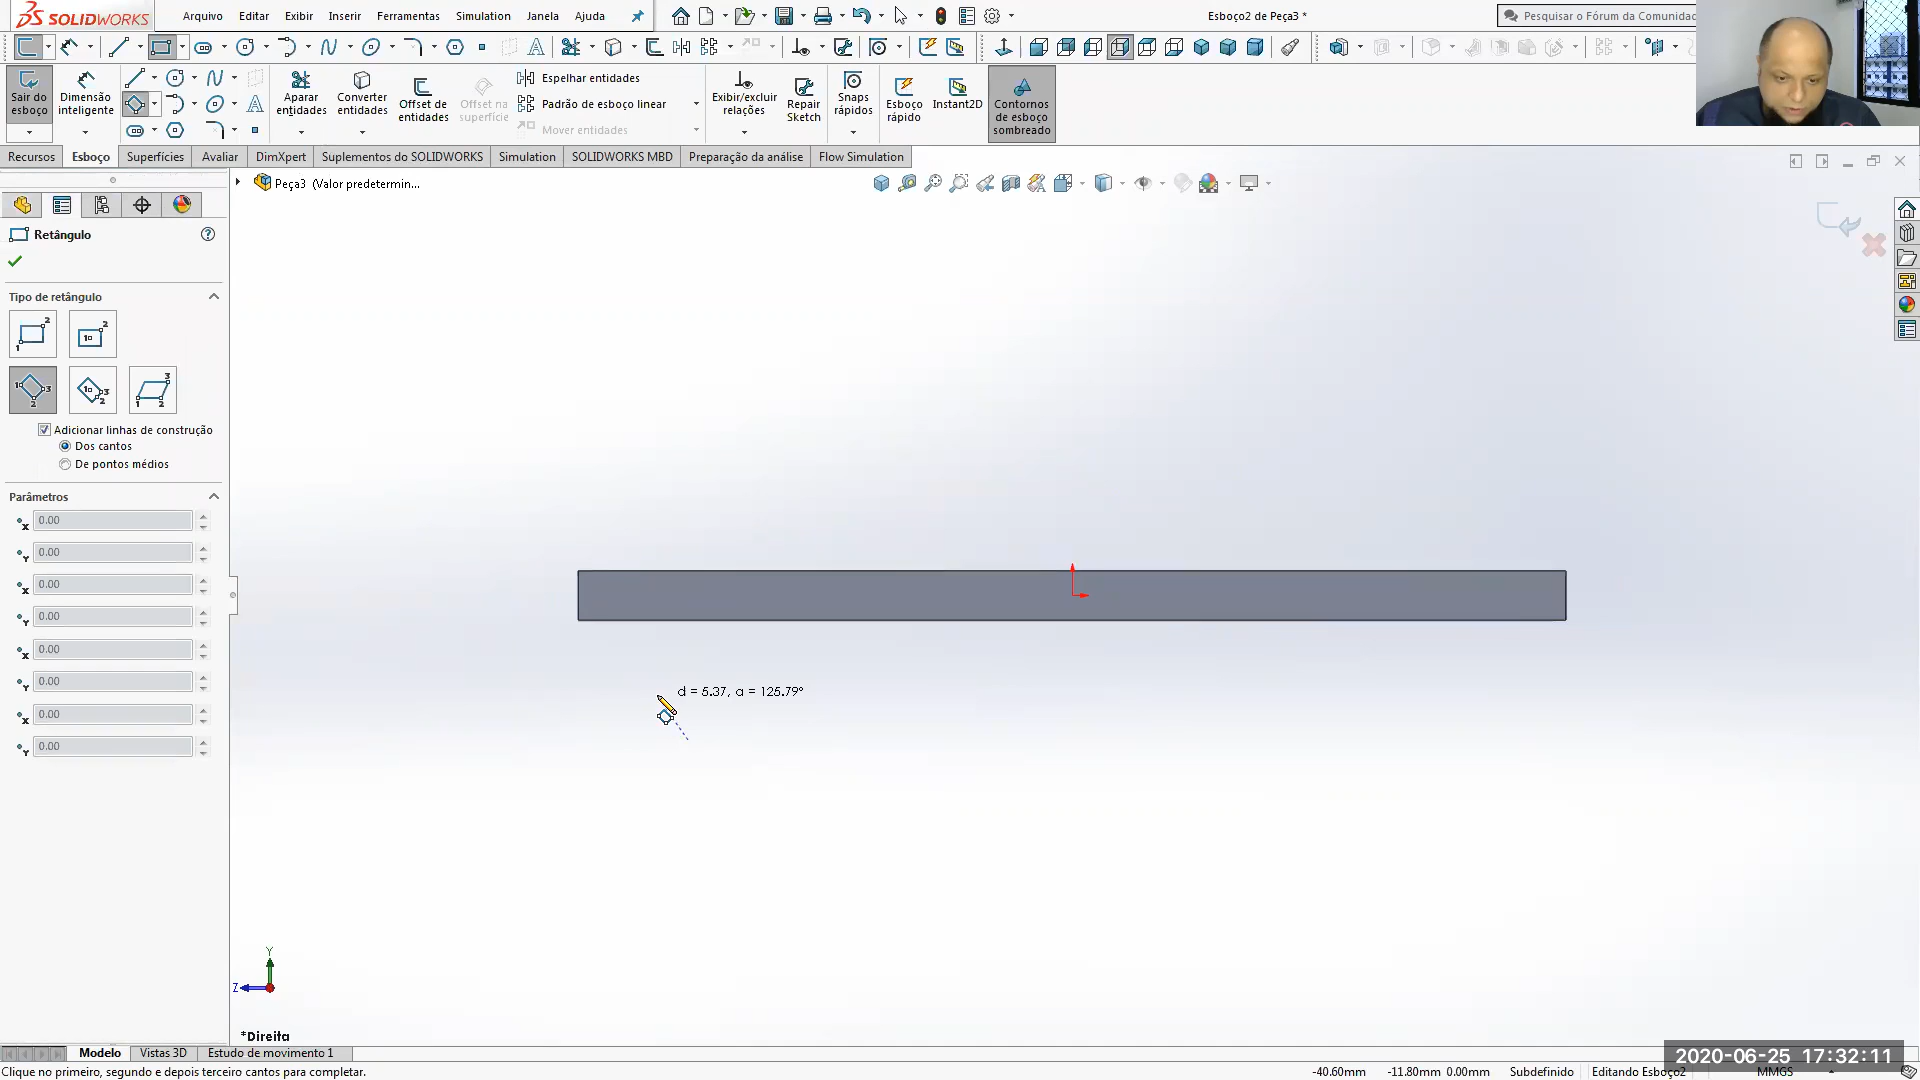 SOLIDWORKS
Arquivo
Editar
Exibir
Inserir
Ferramentas
Simulation
Janela
Ajuda
Esboço2 de Peça3 *
Pesquisar o Fórum da Comunidac
Sair do
esboço
Dimensão
inteligente
Aparar
entidades
Converter
entidades
Offset de
entidades
Offset na
superfície
Espelhar entidades
Padrão de esboço linear
Mover entidades
Exibir/excluir
relações
Repair
Sketch
Snaps
rápidos
Esboço
rápido
Instant2D
Contornos
de esboço
sombreado
Recursos
Esboço
Superfícies
Avaliar
DimXpert
Suplementos do SOLIDWORKS
Simulation
SOLIDWORKS MBD
Preparação da análise
Flow Simulation
Peça3 (Valor predetermin...
Retângulo
Tipo de retângulo
Adicionar linhas de construção
Dos cantos
De pontos médios
Parâmetros
0.00
0.00
0.00
0.00
0.00
0.00
0.00
0.00
d = 5.37, a = 125.79°
Y
Z
*Direita
Modelo
Vistas 3D
Estudo de movimento 1
2020-06-25 17:32:11
Clique no primeiro, segundo e depois terceiro cantos para completar.
-40.60mm
-11.80mm 0.00mm
Subdefinido
Editando Esboço2
MMGS